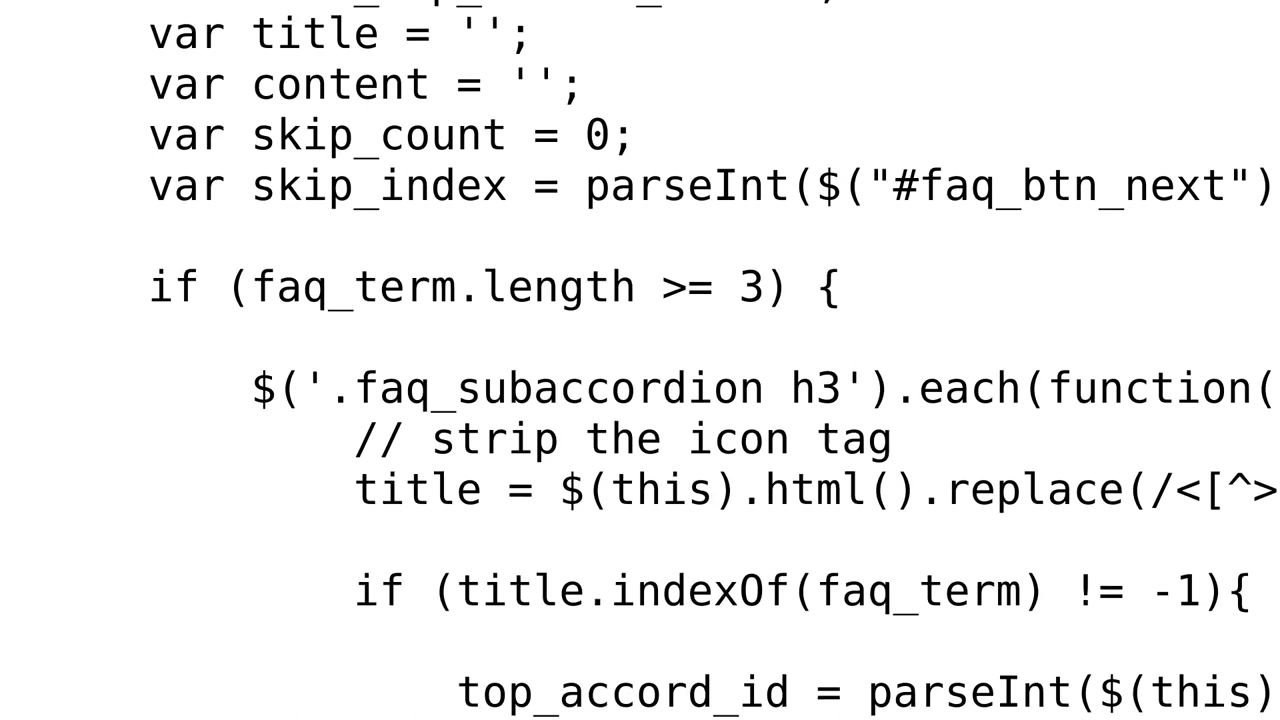 var title = '';
var content = '';
var skip_count = 0;
var skip_index = parseInt($("#faq_btn_next")
if (faq_term.length >= 3) {
$('.faq_subaccordion h3').each(function(
// strip the icon tag
title = $(this).html().replace(/<[^>
if (title.indexOf(faq_term) != -1){
top_accord_id = parseInt($(this)